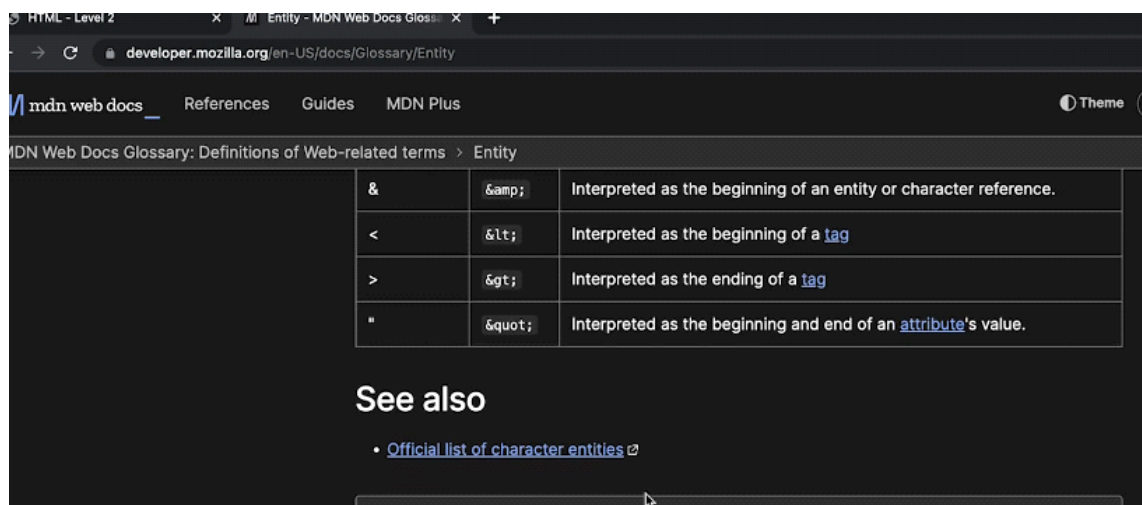 HTML - Level 2
Entity - MDN Web Docs Gloss
developer.mozilla.org/en-US/docs/Glossary/Entity
mdn web docs_ References Guides MDN Plus Theme
MDN Web Docs Glossary: Definitions of Web-related terms > Entity
& &amp; Interpreted as the beginning of an entity or character reference.
< &lt; Interpreted as the beginning of a tag
> &gt; Interpreted as the ending of a tag
" &quot; Interpreted as the beginning and end of an attribute's value.
See also
• Official list of character entities